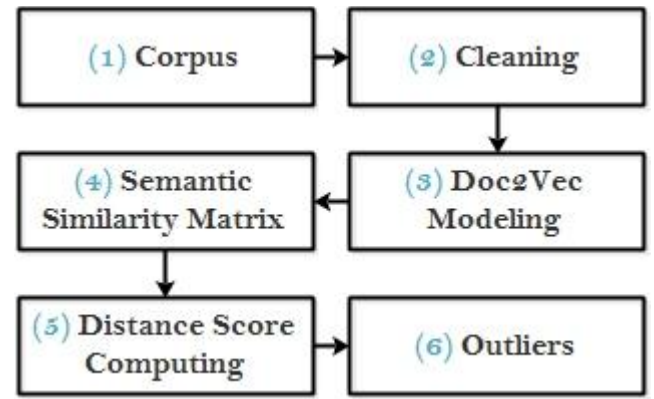 (1) Corpus
(2) Cleaning
(3) Doc2Vec
Modeling
(4) Semantic
Similarity Matrix
(5) Distance Score
Computing
(6) Outliers